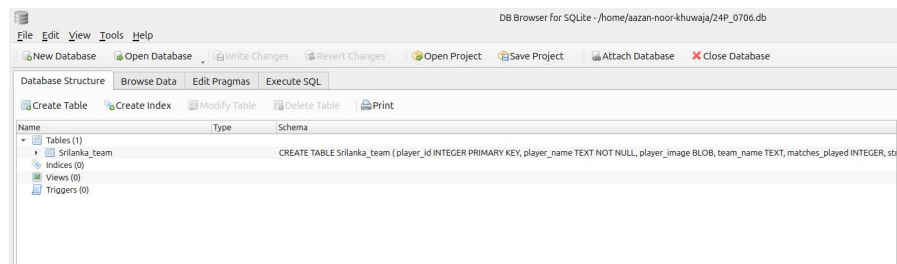 DB Browser for SQLite - /home/aazan-noor-khuwaja/24P_0706.db
File Edit View Tools Help
New Database Open Database Write Changes Revert Changes Open Project Save Project Attach Database Close Database
Database Structure Browse Data Edit Pragmas Execute SQL
Create Table Create Index Modify Table Delete Table Print
Name Type Schema
Tables (1)
Srilanka_team CREATE TABLE Srilanka_team ( player_id INTEGER PRIMARY KEY, player_name TEXT NOT NULL, player_image BLOB, team_name TEXT, matches_played INTEGER, str
Indices (0)
Views (0)
Triggers (0)